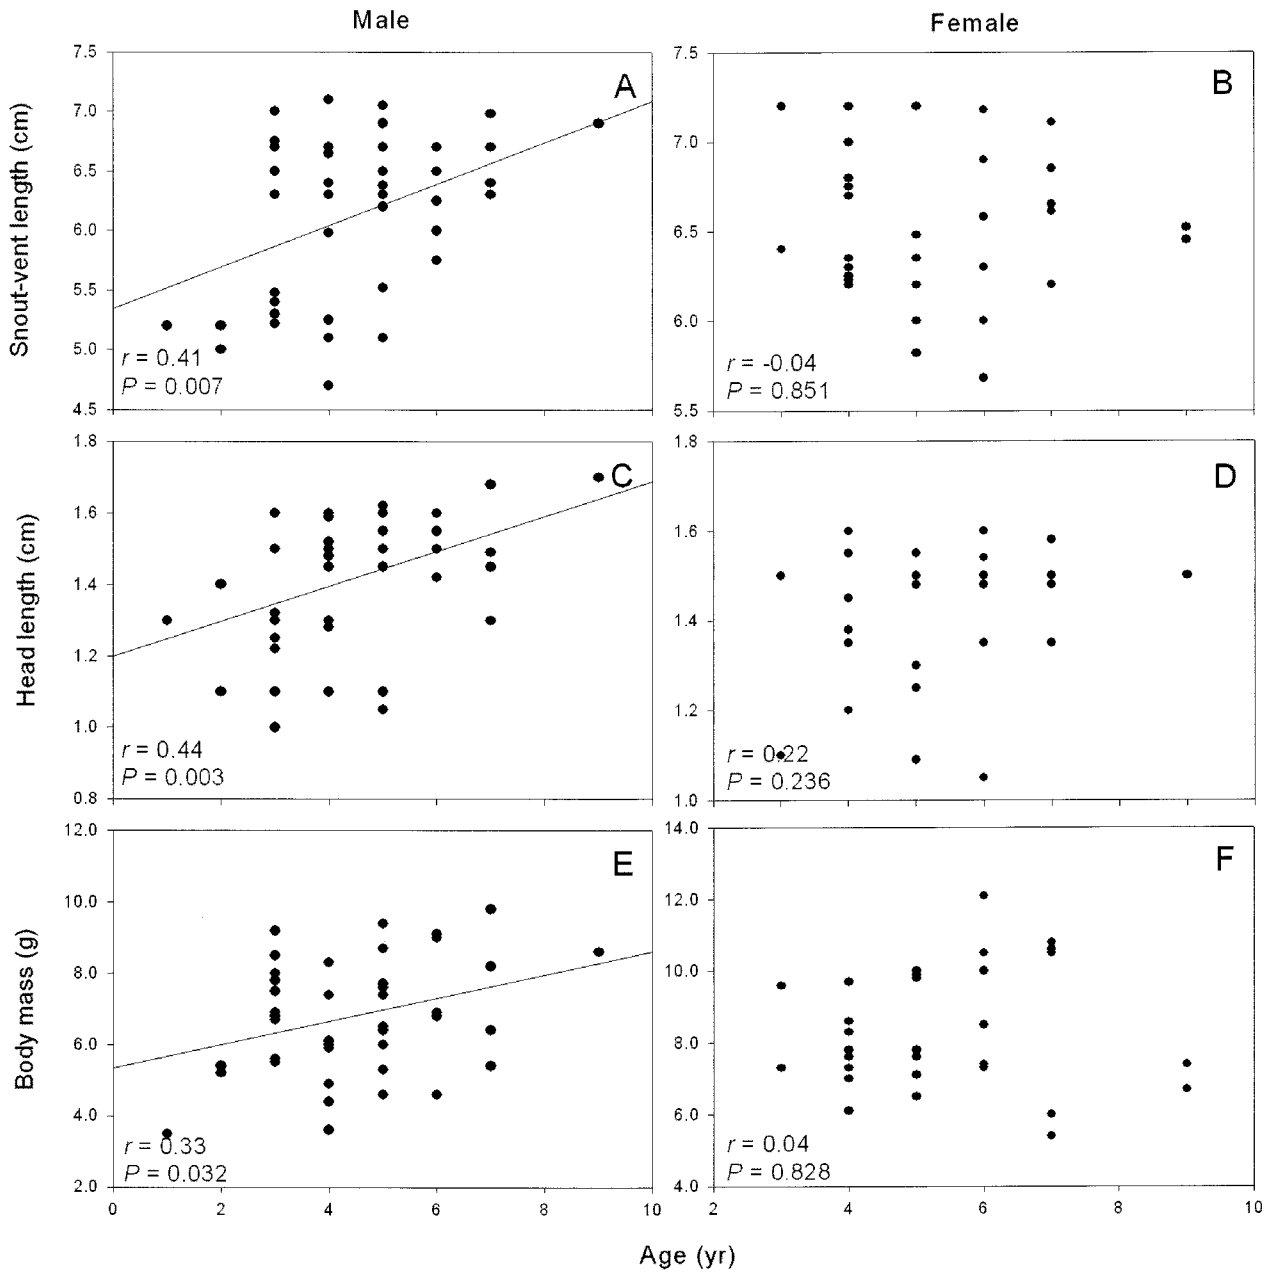 Male
Female
Snout-vent length (cm)
7.5
7.0
6.5
6.0
5.5
5.0
4.5
A
r = 0.41
P = 0.007
7.5
7.0
6.5
6.0
5.5
B
r = -0.04
P = 0.851
Head length (cm)
1.8
1.6
1.4
1.2
1.0
0.8
C
r = 0.44
P = 0.003
1.8
1.6
1.4
1.2
1.0
D
r = 0.22
P = 0.236
Body mass (g)
12.0
10.0
8.0
6.0
4.0
2.0
E
r = 0.33
P = 0.032
0 2 4 6 8 10
14.0
12.0
10.0
8.0
6.0
4.0
F
r = 0.04
P = 0.828
2 4 6 8 10
Age (yr)